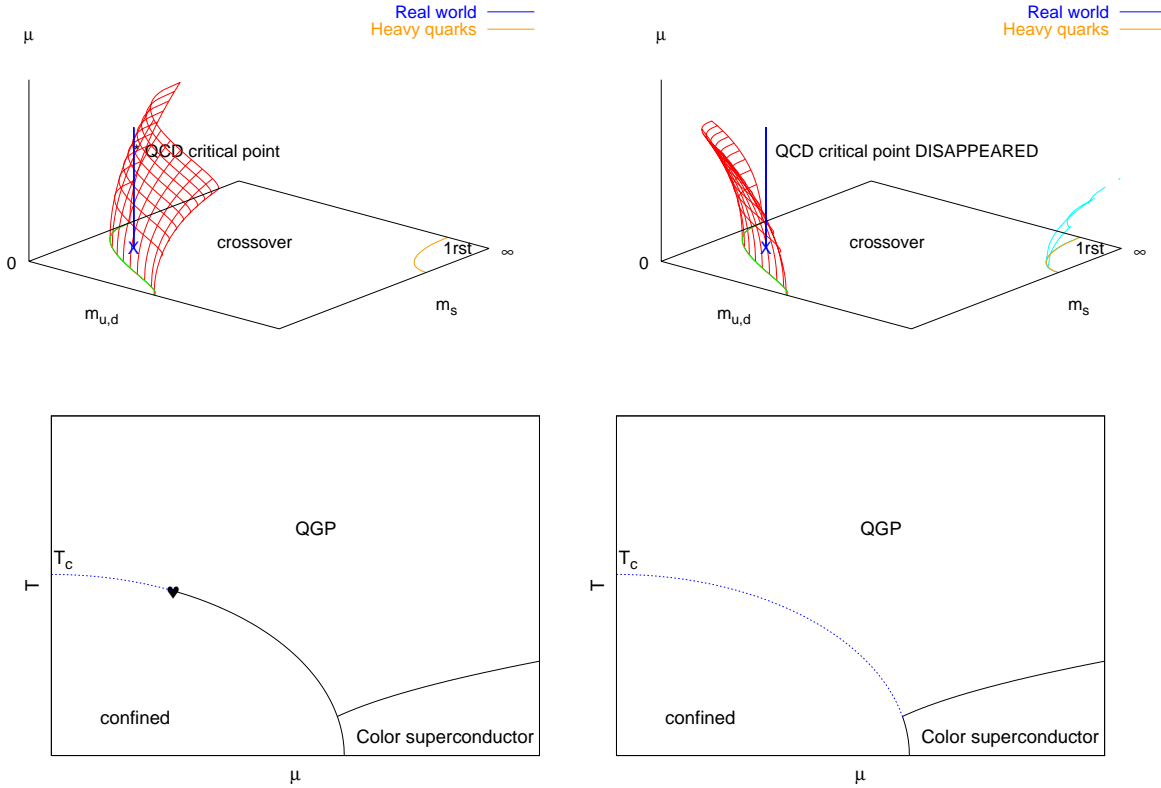 Real world
Heavy quarks
μ
QCD critical point
X
crossover
1rst
∞
0
m_u,d
m_s
Real world
Heavy quarks
μ
QCD critical point DISAPPEARED
X
crossover
1rst
∞
0
m_u,d
m_s
QGP
T_c
T
confined
Color superconductor
μ
QGP
T_c
T
confined
Color superconductor
μ